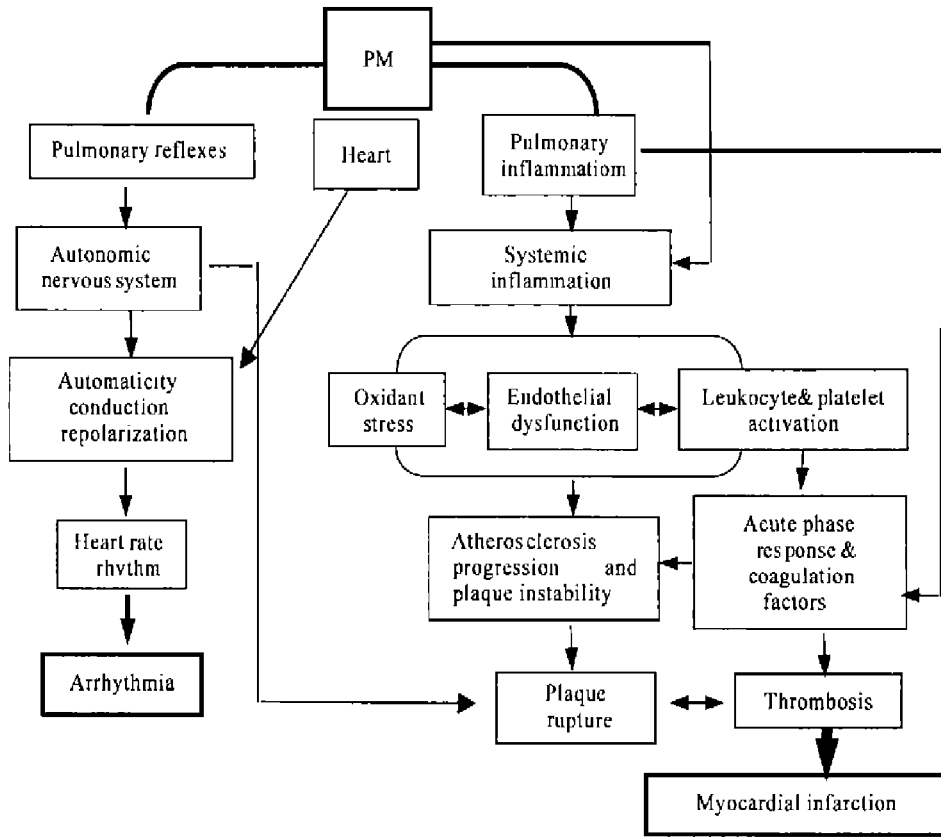 PM
Pulmonary reflexes
Heart
Pulmonary
inflammatiom
Autonomic
nervous system
Systemic
inflammation
Automaticity
conduction
repolarization
Oxidant
stress
Endothelial
dysfunction
Leukocyte& platelet
activation
Heart rate
rhythm
Atherosclerosis
progression and
plaque instability
Acute phase
response &
coagulation
factors
Arrhythmia
Plaque
rupture
Thrombosis
Myocardial infarction